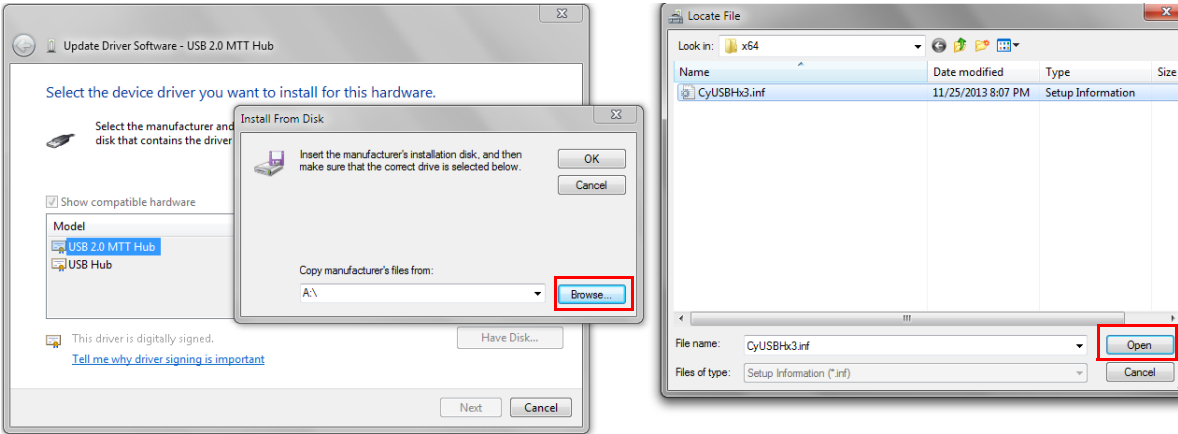 Update Driver Software - USB 2.0 MTT Hub
Select the device driver you want to install for this hardware.
Select the manufacturer and
disk that contains the driver
Show compatible hardware
Model
USB 2.0 MTT Hub
USB Hub
This driver is digitally signed.
Tell me why driver signing is important
Have Disk...
Next
Cancel
Install From Disk
Insert the manufacturer's installation disk, and then
make sure that the correct drive is selected below.
OK
Cancel
Copy manufacturer's files from:
A:\
Browse...
Locate File
Look in:
x64
Name
Date modified
Type
Size
CyUSBHx3.inf
11/25/2013 8:07 PM
Setup Information
File name:
CyUSBHx3.inf
Open
Files of type:
Setup Information (*.inf)
Cancel